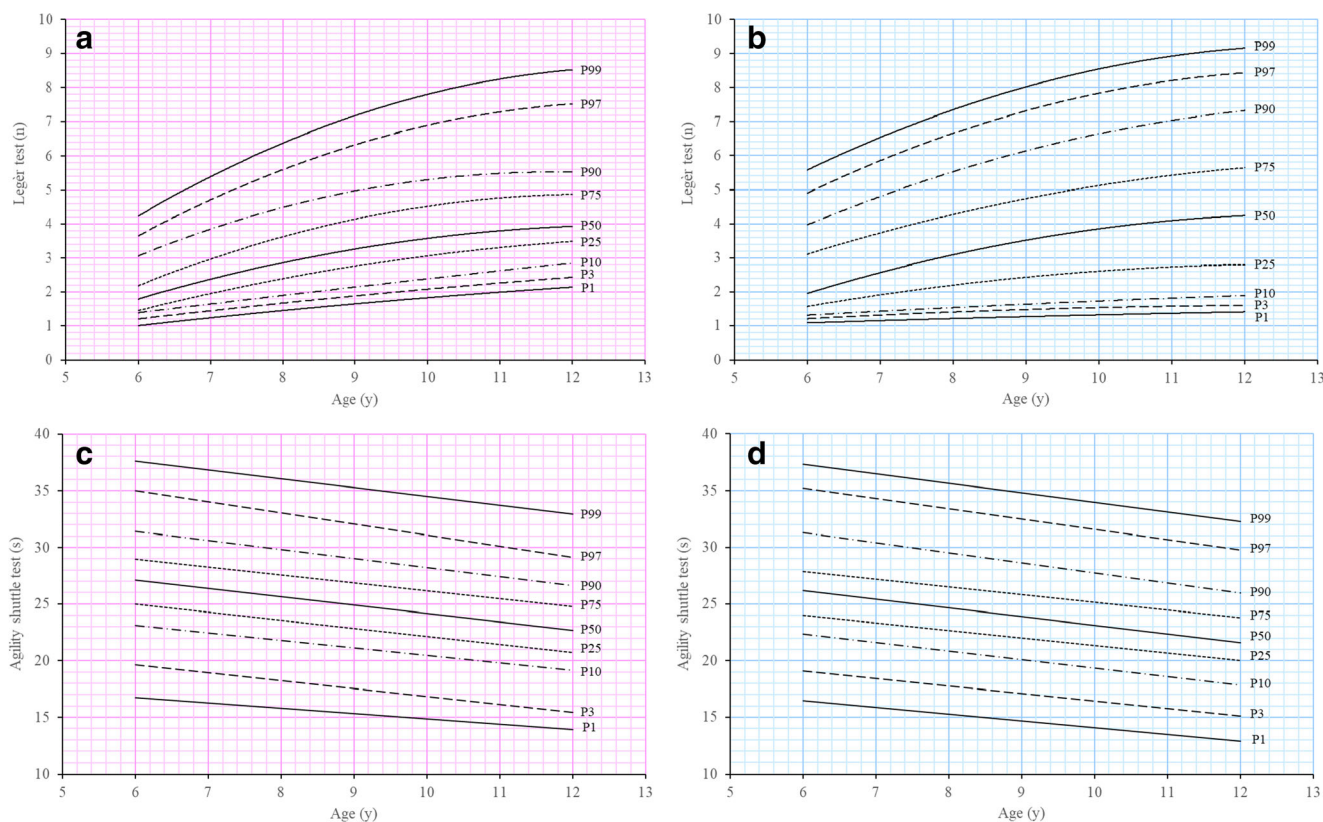 a
Legèr test (n)
10
9
8
7
6
5
4
3
2
1
0
P99
P97
P90
P75
P50
P25
P10
P3
P1
5 6 7 8 9 10 11 12 13
Age (y)
b
Legèr test (n)
10
9
8
7
6
5
4
3
2
1
0
P99
P97
P90
P75
P50
P25
P10
P3
P1
5 6 7 8 9 10 11 12 13
Age (y)
c
Agility shuttle test (s)
40
35
30
25
20
15
10
P99
P97
P90
P75
P50
P25
P10
P3
P1
5 6 7 8 9 10 11 12 13
Age (y)
d
Agility shuttle test (s)
40
35
30
25
20
15
10
P99
P97
P90
P75
P50
P25
P10
P3
P1
5 6 7 8 9 10 11 12 13
Age (y)